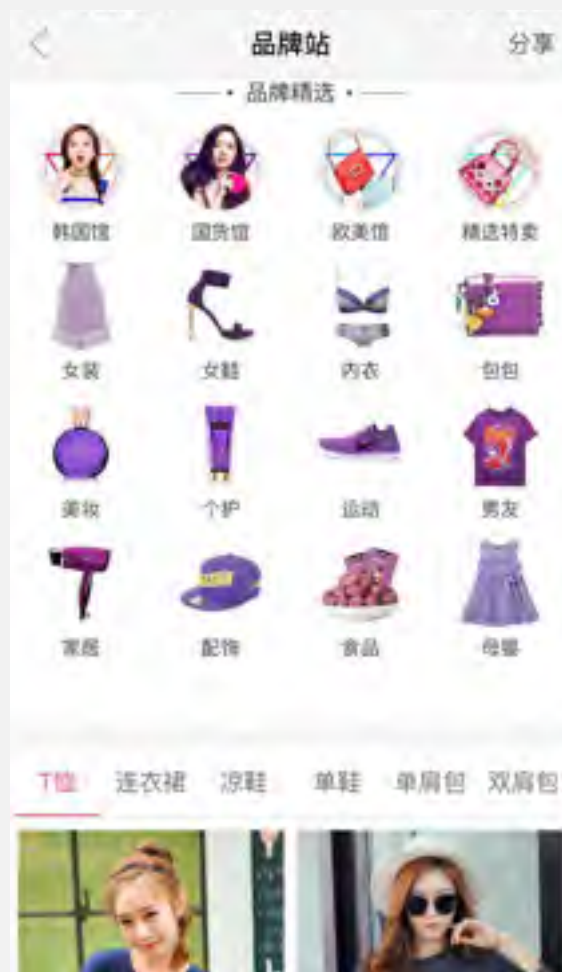 品牌站 分享
品牌精选
韩国馆 国货馆 欧美馆 精选特卖
女装 女鞋 内衣 包包
美妆 个护 运动 男友
家居 配饰 食品 母婴
T恤 连衣裙 凉鞋 单鞋 单肩包 双肩包